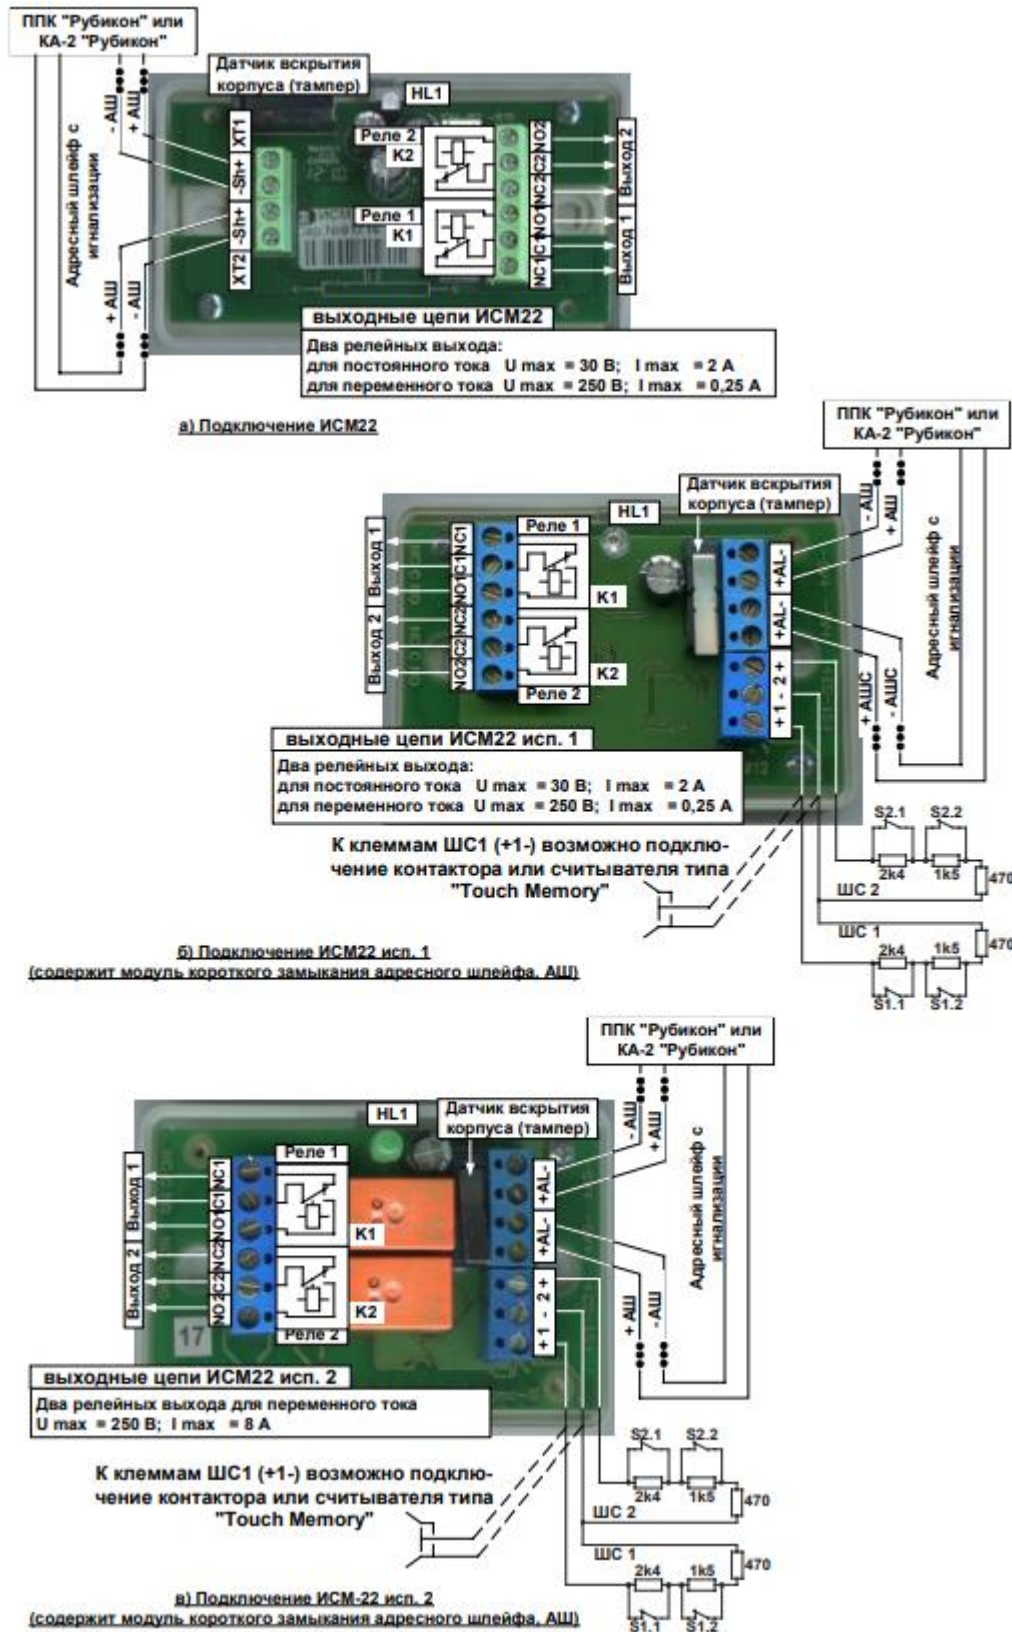 ППК "Рубикон" или
КА-2 "Рубикон"
Датчик вскрытия
корпуса (тампер)
HL1
- АШ
+ АШ
Адресный шлейф с
игнализации
XT1
-Sh+
-Sh+
XT2
+ АШ
- АШ
Реле 2
K2
Реле 1
K1
NO2
C2
NC2
NO1
C1
NC1
Выход 2
Выход 1
выходные цепи ИСМ22
Два релейных выхода:
для постоянного тока U max = 30 В; I max = 2 А
для переменного тока U max = 250 В; I max = 0,25 А
а) Подключение ИСМ22
ППК "Рубикон" или
КА-2 "Рубикон"
Датчик вскрытия
корпуса (тампер)
HL1
- АШ
+ АШ
Адресный шлейф с
игнализации
Выход 1
Выход 2
NC1
C1
NO1
NC2
C2
NO2
Реле 1
K1
K2
Реле 2
+AL-
+AL-
+ 1 - 2 +
+ АШС
- АШС
выходные цепи ИСМ22 исп. 1
Два релейных выхода:
для постоянного тока U max = 30 В; I max = 2 А
для переменного тока U max = 250 В; I max = 0,25 А
К клеммам ШС1 (+1-) возможно подклю-
чение контактора или считывателя типа
"Touch Memory"
S2.1
S2.2
2k4
1k5
470
ШС 2
ШС 1
2k4
1k5
470
S1.1
S1.2
б) Подключение ИСМ22 исп. 1
(содержит модуль короткого замыкания адресного шлейфа, АШ)
ППК "Рубикон" или
КА-2 "Рубикон"
HL1
Датчик вскрытия
корпуса (тампер)
- АШ
+ АШ
Адресный шлейф с
игнализации
Выход 1
Выход 2
NC1
C1
NO1
NC2
C2
NO2
Реле 1
K1
K2
Реле 2
+AL-
+AL-
+ 1 - 2 +
+ АШ
- АШ
17
выходные цепи ИСМ22 исп. 2
Два релейных выхода для переменного тока
U max = 250 В; I max = 8 А
К клеммам ШС1 (+1-) возможно подклю-
чение контактора или считывателя типа
"Touch Memory"
S2.1
S2.2
2k4
1k5
470
ШС 2
ШС 1
2k4
1k5
470
S1.1
S1.2
в) Подключение ИСМ-22 исп. 2
(содержит модуль короткого замыкания адресного шлейфа, АШ)